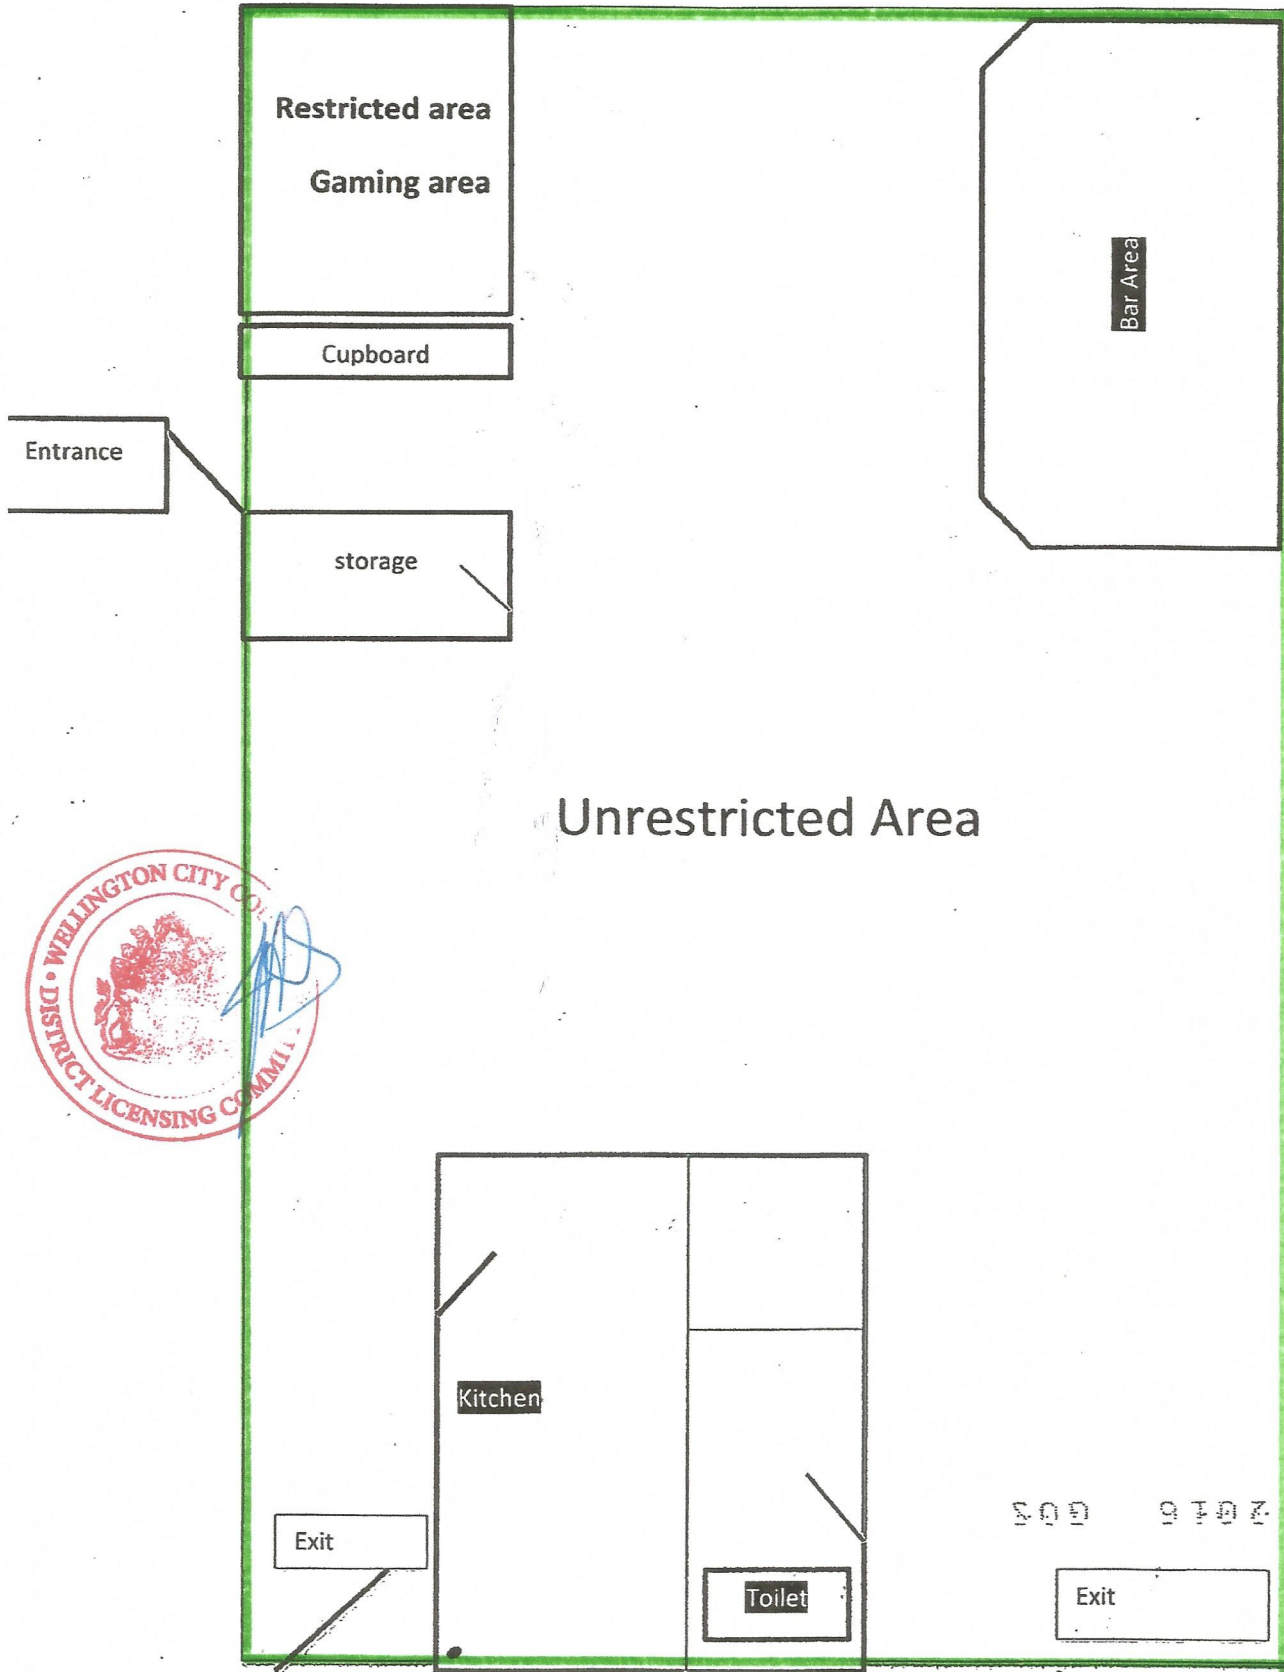 Restricted area
Gaming area
Bar Area
Cupboard
Entrance
storage
Unrestricted Area
WELLINGTON CITY
DISTRICT LICENSING
Kitchen
Exit
Toilet
Exit